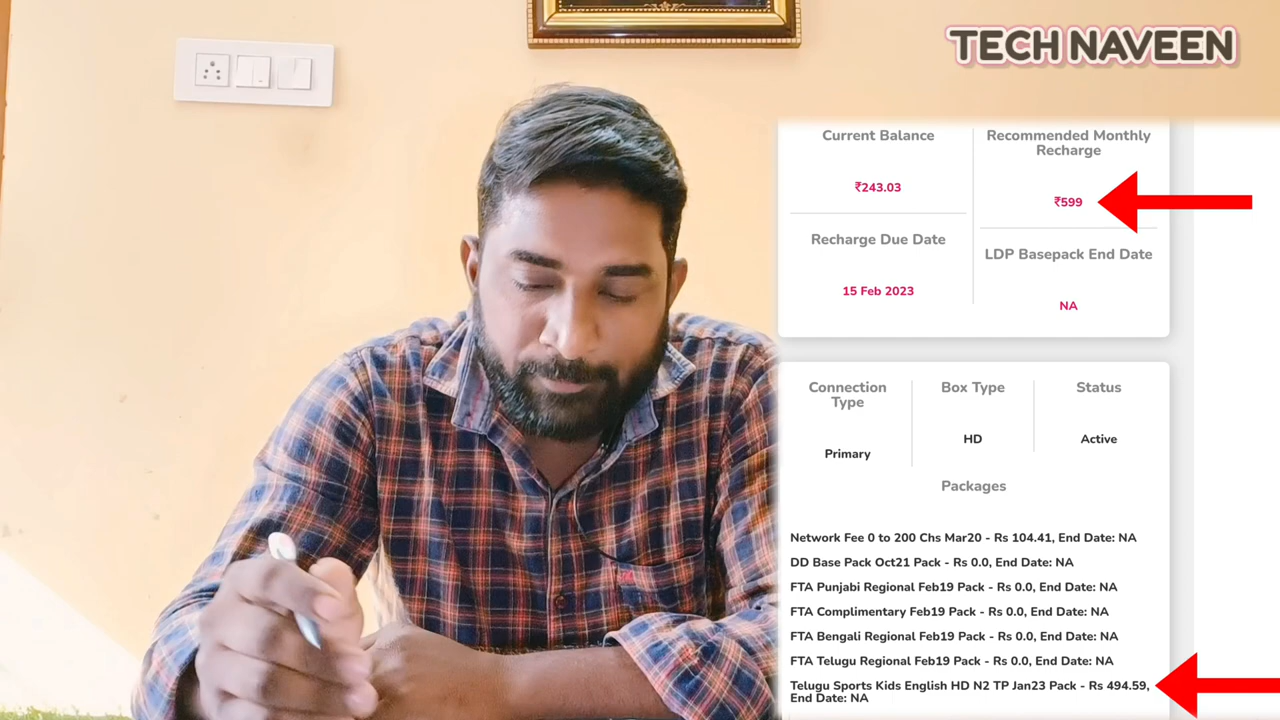 TECH NAVEEN
Current Balance
₹243.03
Recommended Monthly
Recharge
₹599
Recharge Due Date
15 Feb 2023
LDP Basepack End Date
NA
Connection
Type
Primary
Box Type
HD
Status
Active
Packages
Network Fee 0 to 200 Chs Mar20 - Rs 104.41, End Date: NA
DD Base Pack Oct21 Pack - Rs 0.0, End Date: NA
FTA Punjabi Regional Feb19 Pack - Rs 0.0, End Date: NA
FTA Complimentary Feb19 Pack - Rs 0.0, End Date: NA
FTA Bengali Regional Feb19 Pack - Rs 0.0, End Date: NA
FTA Telugu Regional Feb19 Pack - Rs 0.0, End Date: NA
Telugu Sports Kids English HD N2 TP Jan23 Pack - Rs 494.59,
End Date: NA